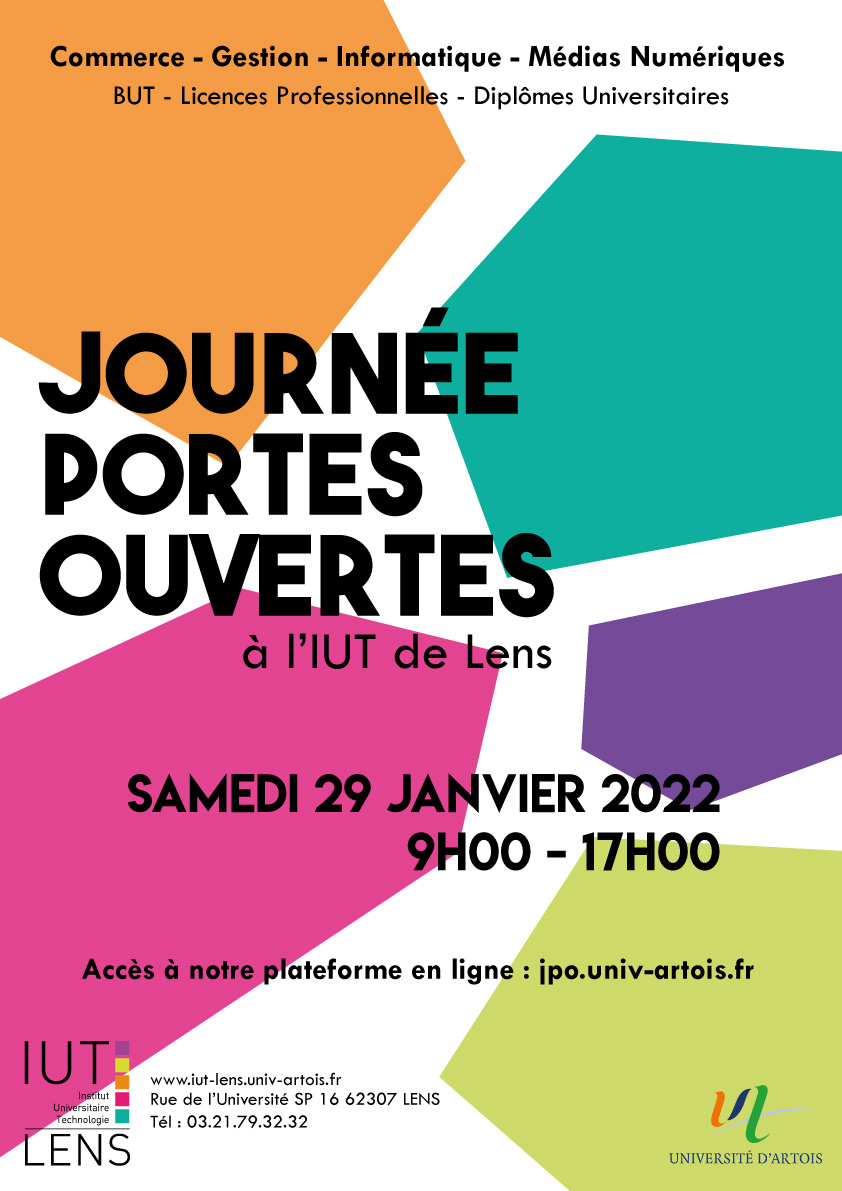 Commerce - Gestion - Informatique - Médias Numériques
BUT - Licences Professionnelles - Diplômes Universitaires
JOURNÉE
PORTES
OUVERTES
à l'IUT de Lens
SAMEDI 29 JANVIER 2022
9H00 - 17H00
Accès à notre plateforme en ligne : jpo.univ-artois.fr
IUT
Institut
Universitaire
Technologie
LENS
www.iut-lens.univ-artois.fr
Rue de l'Université SP 16 62307 LENS
Tél : 03.21.79.32.32
UNIVERSITÉ D'ARTOIS